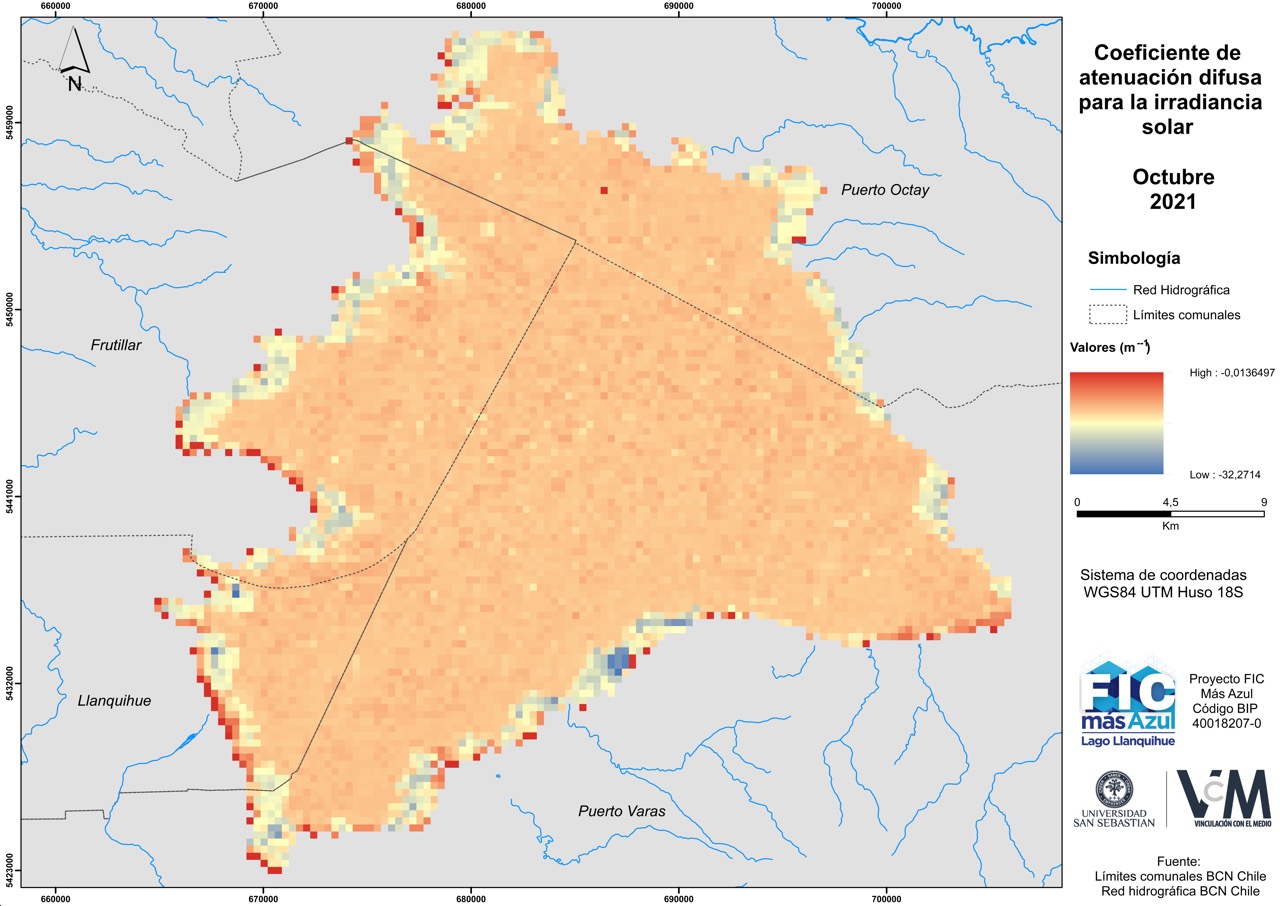 660000
670000
680000
690000
700000
5459000
5450000
5441000
5432000
5423000
N
Puerto Octay
Frutillar
Llanquihue
Puerto Varas
660000
670000
680000
690000
700000
Coeficiente de
atenuación difusa
para la irradiancia
solar
Octubre
2021
Simbología
Red Hidrográfica
Límites comunales
Valores (m⁻¹)
High : -0,0136497
Low : -32,2714
0 4,5 9
Km
Sistema de coordenadas
WGS84 UTM Huso 18S
FIC
más Azul
Lago Llanquihue
Proyecto FIC
Más Azul
Código BIP
40018207-0
UNIVERSIDAD
SAN SEBASTIAN
VcM
VINCULACIÓN CON EL MEDIO
Fuente:
Límites comunales BCN Chile
Red hidrográfica BCN Chile